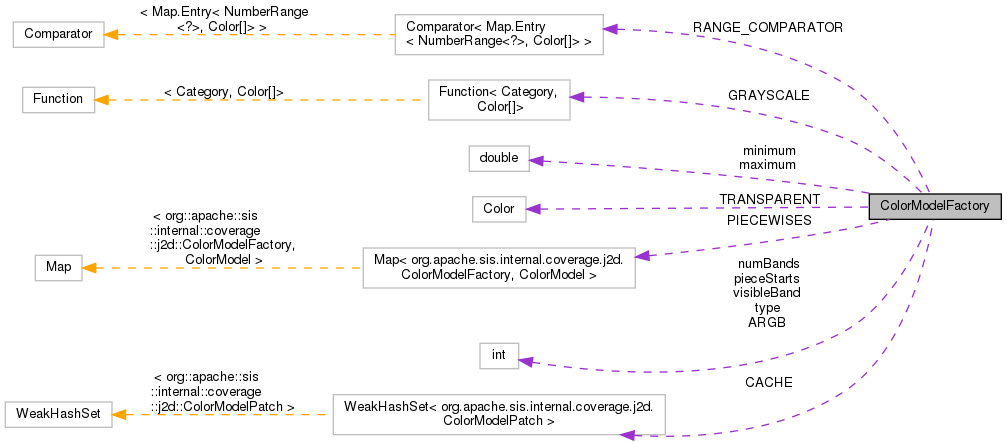 < Map.Entry< NumberRange
<?>, Color[]> >
Comparator
Comparator< Map.Entry
< NumberRange<?>, Color[]> >
RANGE_COMPARATOR
Function
< Category, Color[]>
Function< Category,
Color[]>
GRAYSCALE
double
minimum
maximum
Color
TRANSPARENT
ColorModelFactory
PIECEWISES
< org::apache::sis
::internal::coverage
::j2d::ColorModelFactory,
ColorModel >
Map
Map< org.apache.sis.internal.coverage.j2d.
ColorModelFactory, ColorModel >
numBands
pieceStarts
visibleBand
type
ARGB
int
CACHE
< org::apache::sis
::internal::coverage
::j2d::ColorModelPatch >
WeakHashSet
WeakHashSet< org.apache.sis.internal.coverage.j2d.
ColorModelPatch >